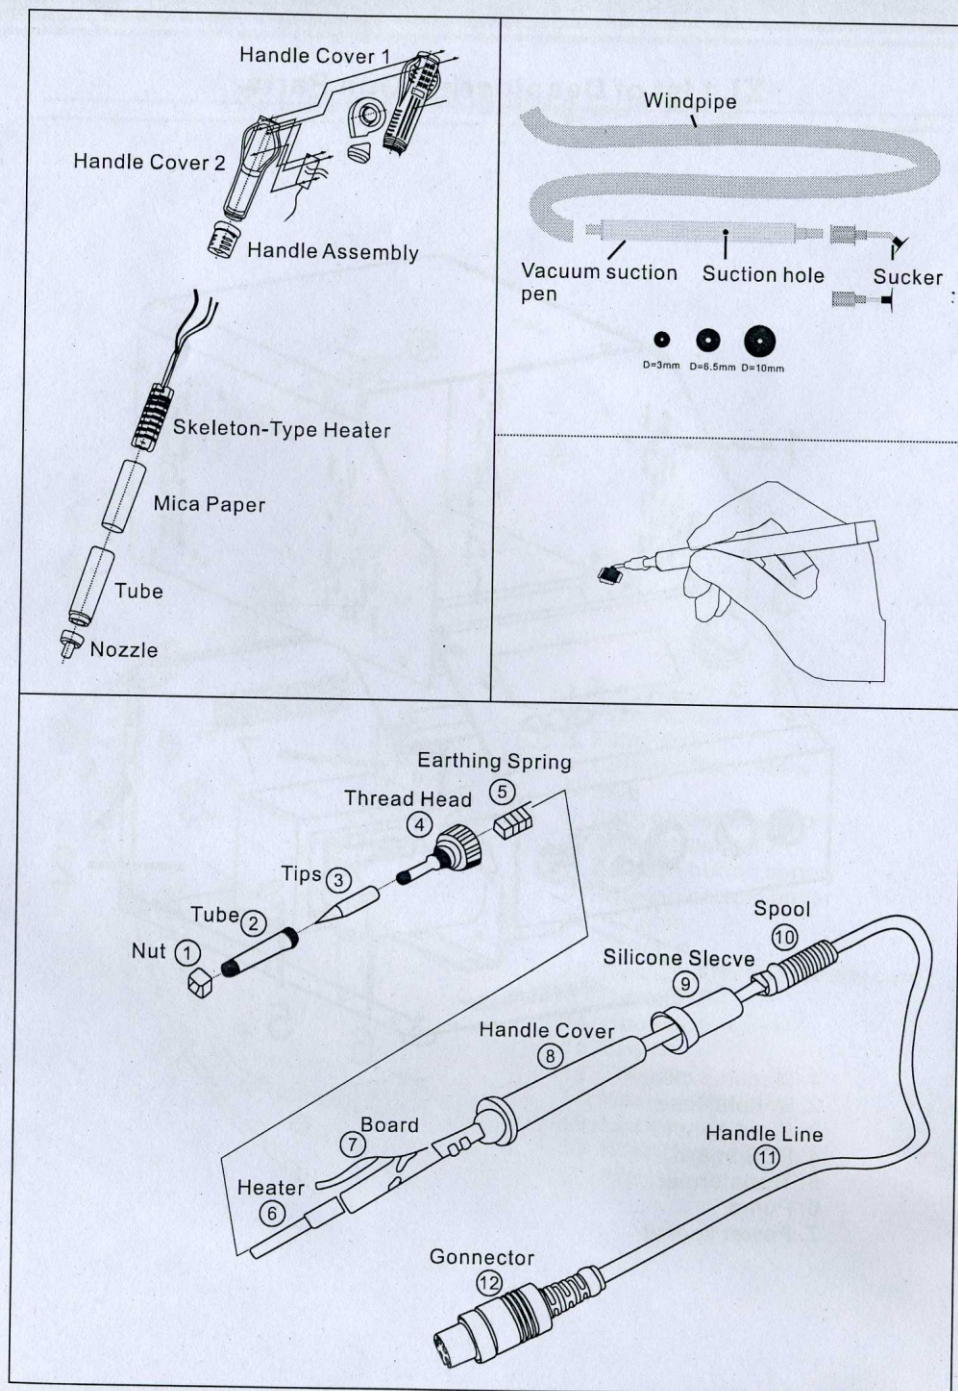 Handle Cover 1
Handle Cover 2
Handle Assembly
Skeleton-Type Heater
Mica Paper
Tube
Nozzle
Windpipe
Vacuum suction
pen
Suction hole
Sucker
D=3mm D=6.5mm D=10mm
Earthing Spring
5
Thread Head
4
Tips 3
Tube 2
Nut 1
Spool
10
Silicone Slecve
9
Handle Cover
8
Board
7
Handle Line
11
Heater
6
Gonnector
12